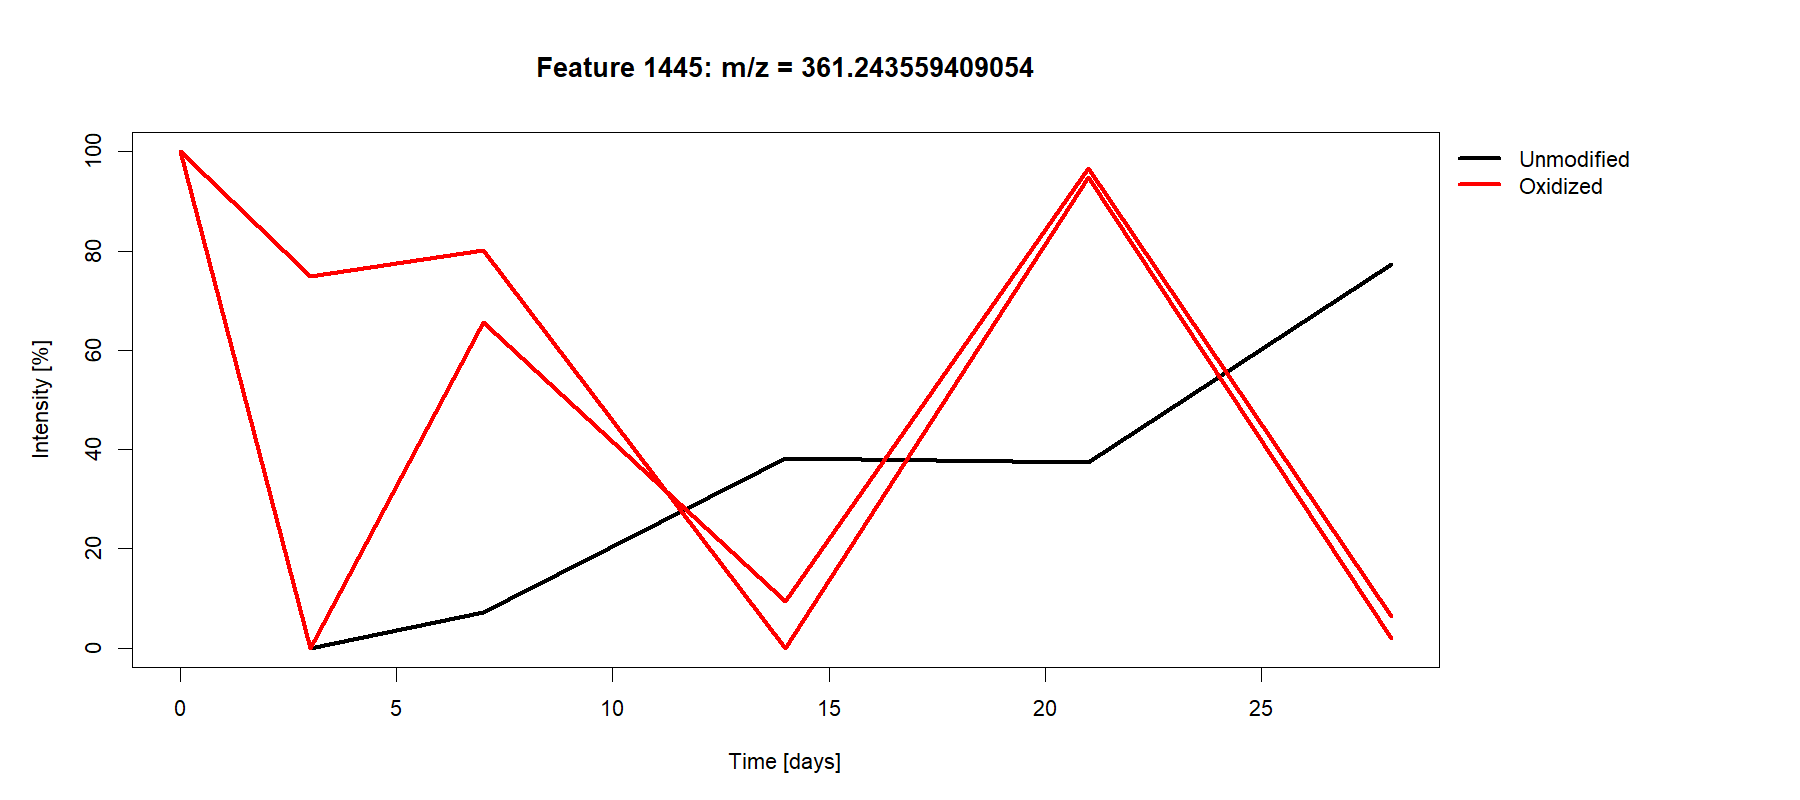 Feature 1445: m/z = 361.243559409054
Unmodified
Oxidized
Intensity [%]
100
80
60
40
20
0
0 5 10 15 20 25
Time [days]